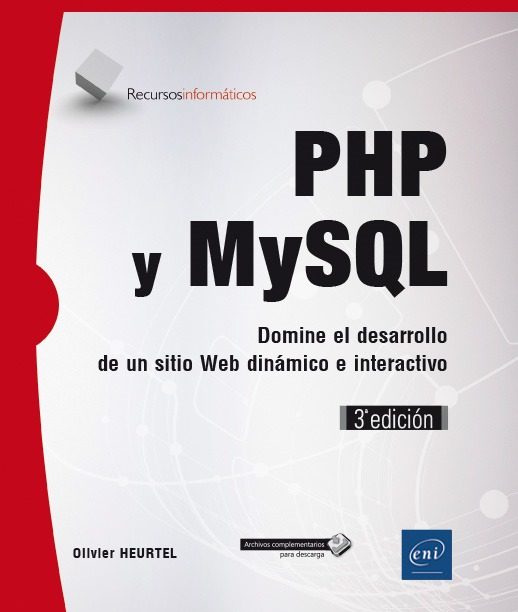 Recursosinformáticos
PHP
y MySQL
Domine el desarrollo
de un sitio Web dinámico e interactivo
3ª edición
Olivier HEURTEL
Archivos complementarios
para descarga
eni